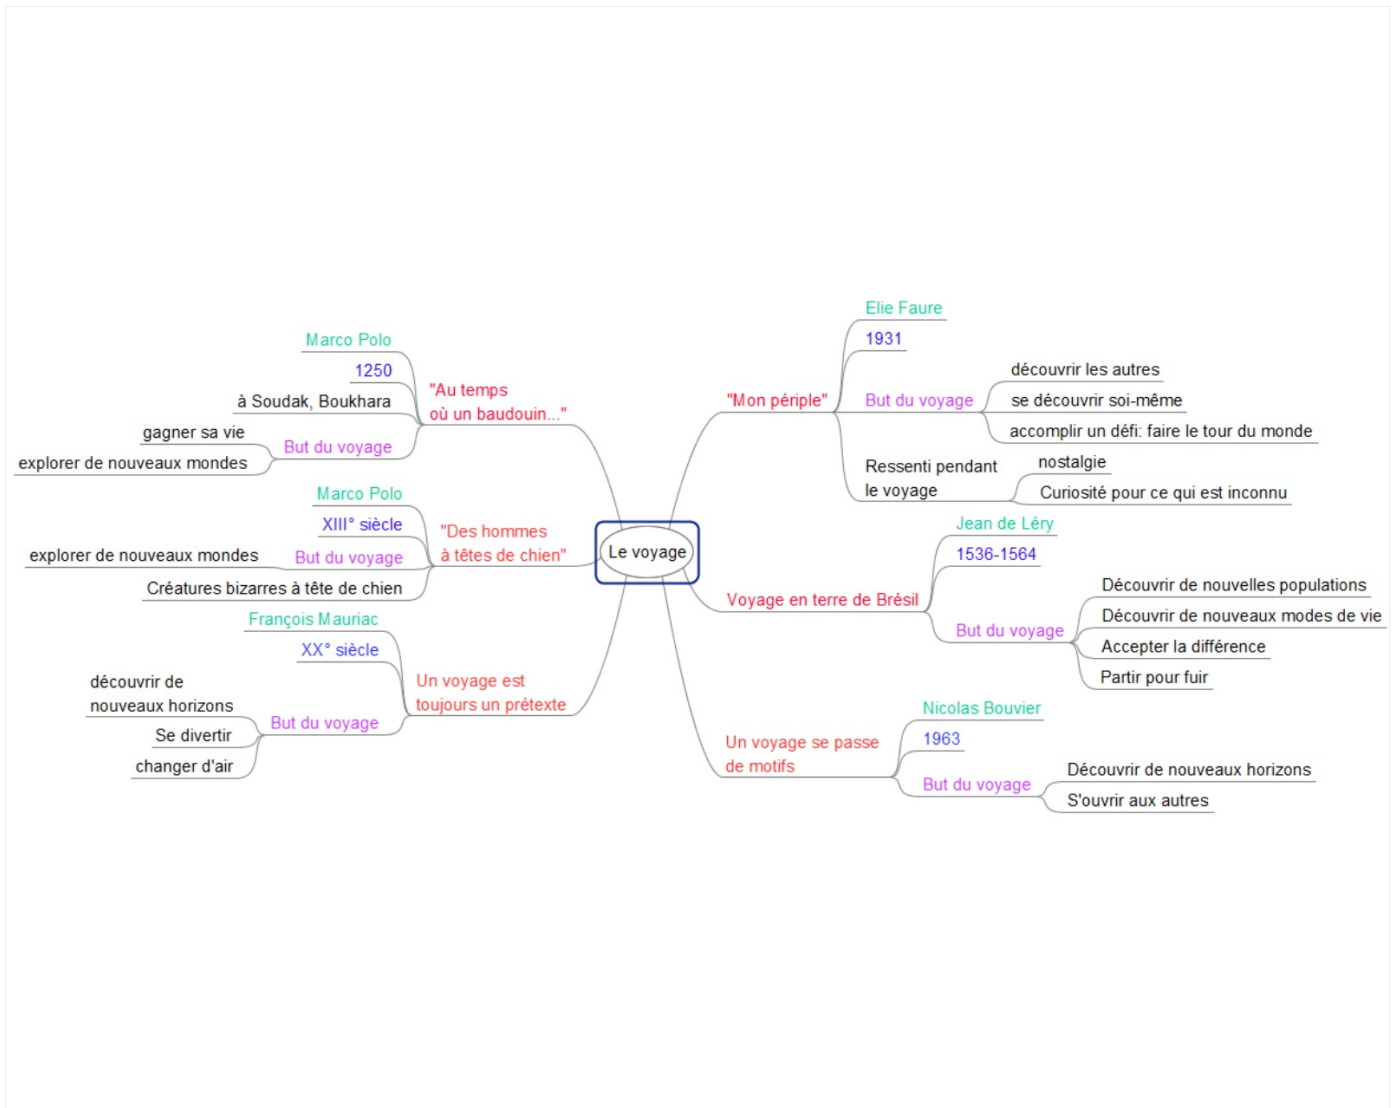 Le voyage
"Au temps
où un baudouin..."
Marco Polo
1250
à Soudak, Boukhara
But du voyage
gagner sa vie
explorer de nouveaux mondes
"Des hommes
à têtes de chien"
Marco Polo
XIII° siècle
But du voyage
explorer de nouveaux mondes
Créatures bizarres à tête de chien
Un voyage est
toujours un prétexte
François Mauriac
XX° siècle
But du voyage
découvrir de
nouveaux horizons
Se divertir
changer d'air
"Mon périple"
Elie Faure
1931
But du voyage
découvrir les autres
se découvrir soi-même
accomplir un défi: faire le tour du monde
Ressenti pendant
le voyage
nostalgie
Curiosité pour ce qui est inconnu
Voyage en terre de Brésil
Jean de Léry
1536-1564
But du voyage
Découvrir de nouvelles populations
Découvrir de nouveaux modes de vie
Accepter la différence
Partir pour fuir
Un voyage se passe
de motifs
Nicolas Bouvier
1963
But du voyage
Découvrir de nouveaux horizons
S'ouvrir aux autres